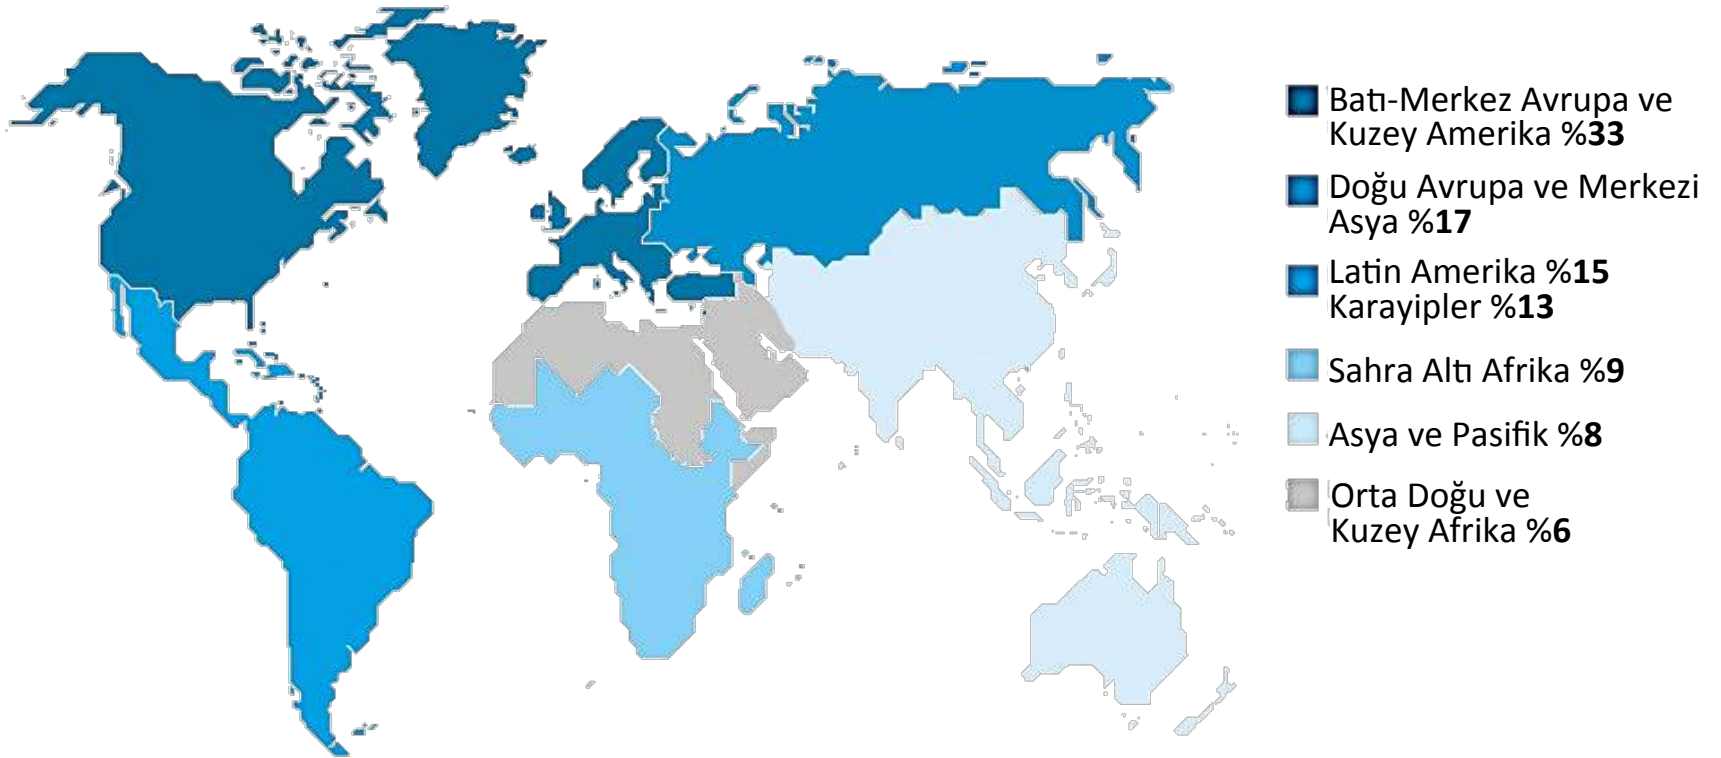 Batı-Merkez Avrupa ve
Kuzey Amerika %33
Doğu Avrupa ve Merkezi
Asya %17
Latin Amerika %15
Karayipler %13
Sahra Altı Afrika %9
Asya ve Pasifik %8
Orta Doğu ve
Kuzey Afrika %6